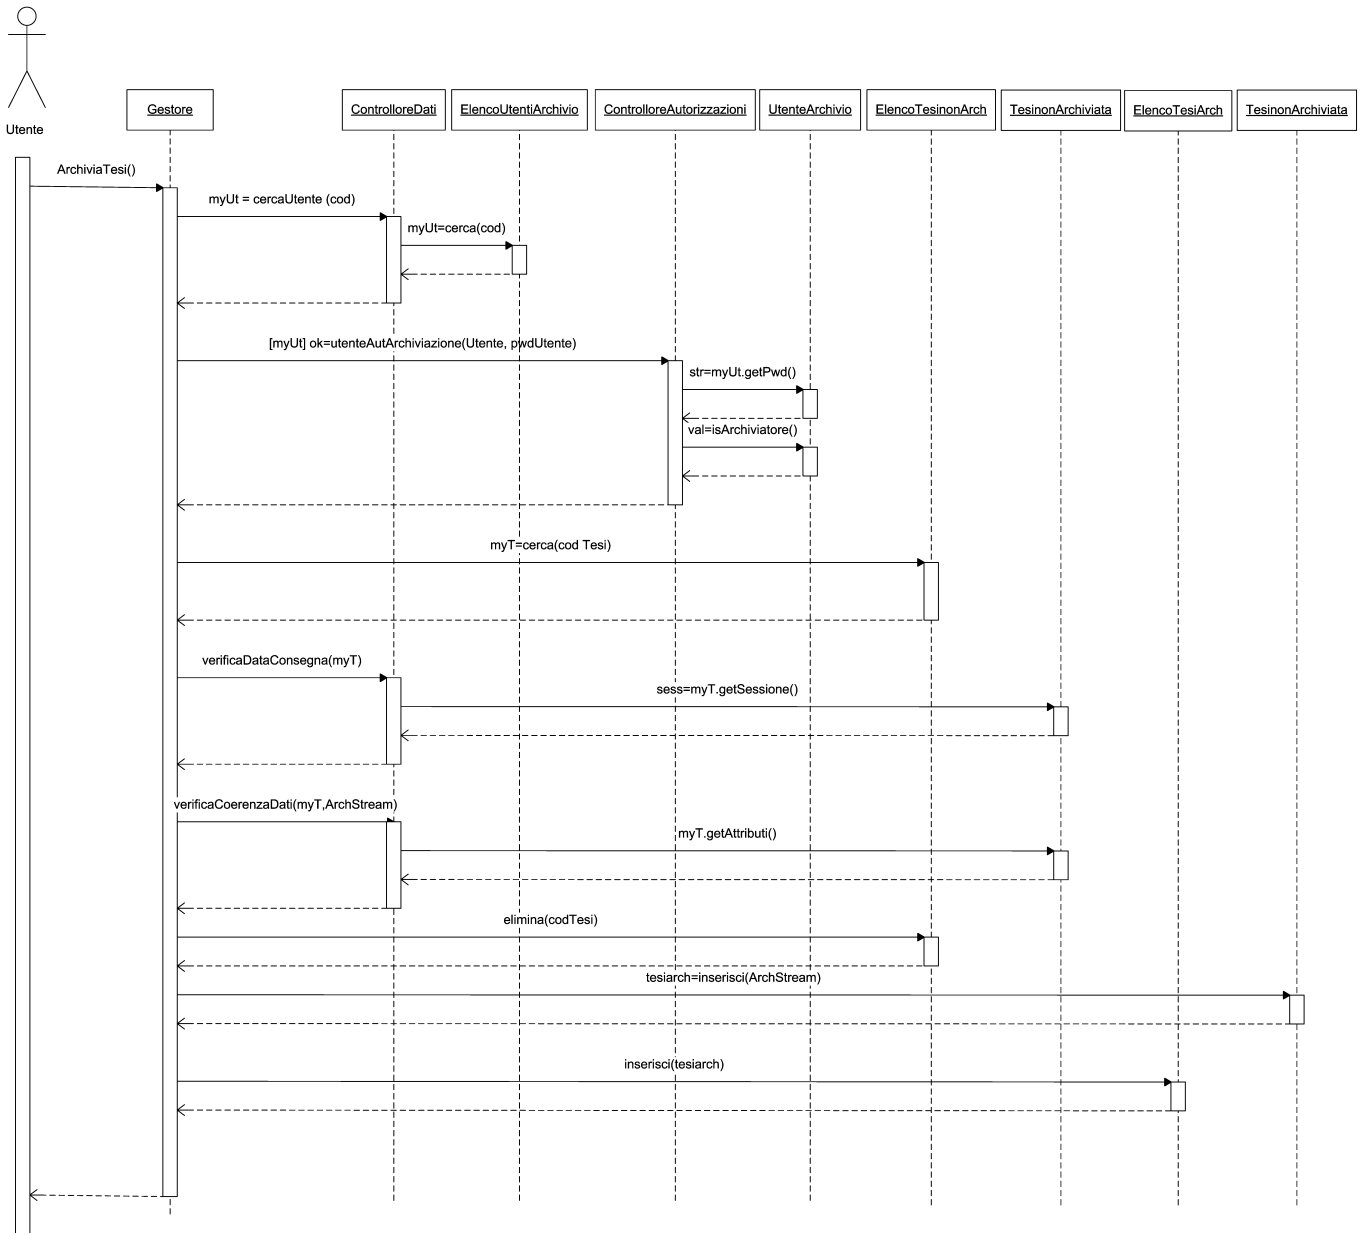 Utente
Gestore
ControlloreDati
ElencoUtentiArchivio
ControlloreAutorizzazioni
UtenteArchivio
ElencoTesinonArch
TesinonArchiviata
ElencoTesiArch
TesinonArchiviata
ArchiviaTesi()
myUt = cercaUtente (cod)
myUt=cerca(cod)
[myUt] ok=utenteAutArchiviazione(Utente, pwdUtente)
str=myUt.getPwd()
val=isArchiviatore()
myT=cerca(cod Tesi)
verificaDataConsegna(myT)
sess=myT.getSessione()
verificaCoerenzaDati(myT,ArchStream)
myT.getAttributi()
elimina(codTesi)
tesiarch=inserisci(ArchStream)
inserisci(tesiarch)